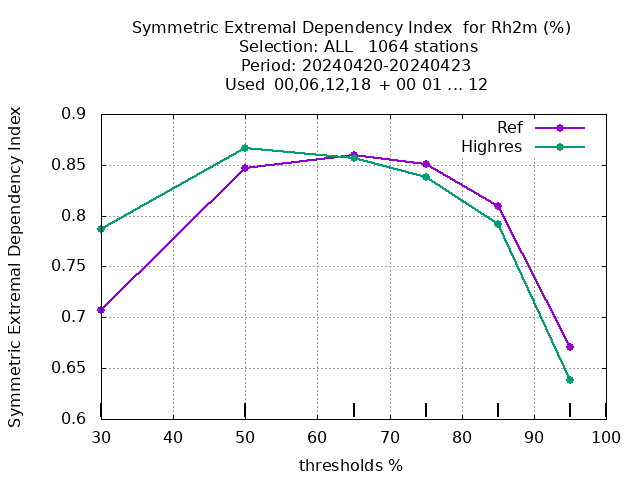 Symmetric Extremal Dependency Index  for Rh2m (%)
Selection: ALL   1064 stations
Period: 20240420-20240423
Used  00,06,12,18 + 00 01 ... 12
Symmetric Extremal Dependency Index
0.9
0.85
0.8
0.75
0.7
0.65
0.6
Ref
Highres
30 40 50 60 70 80 90 100
thresholds %